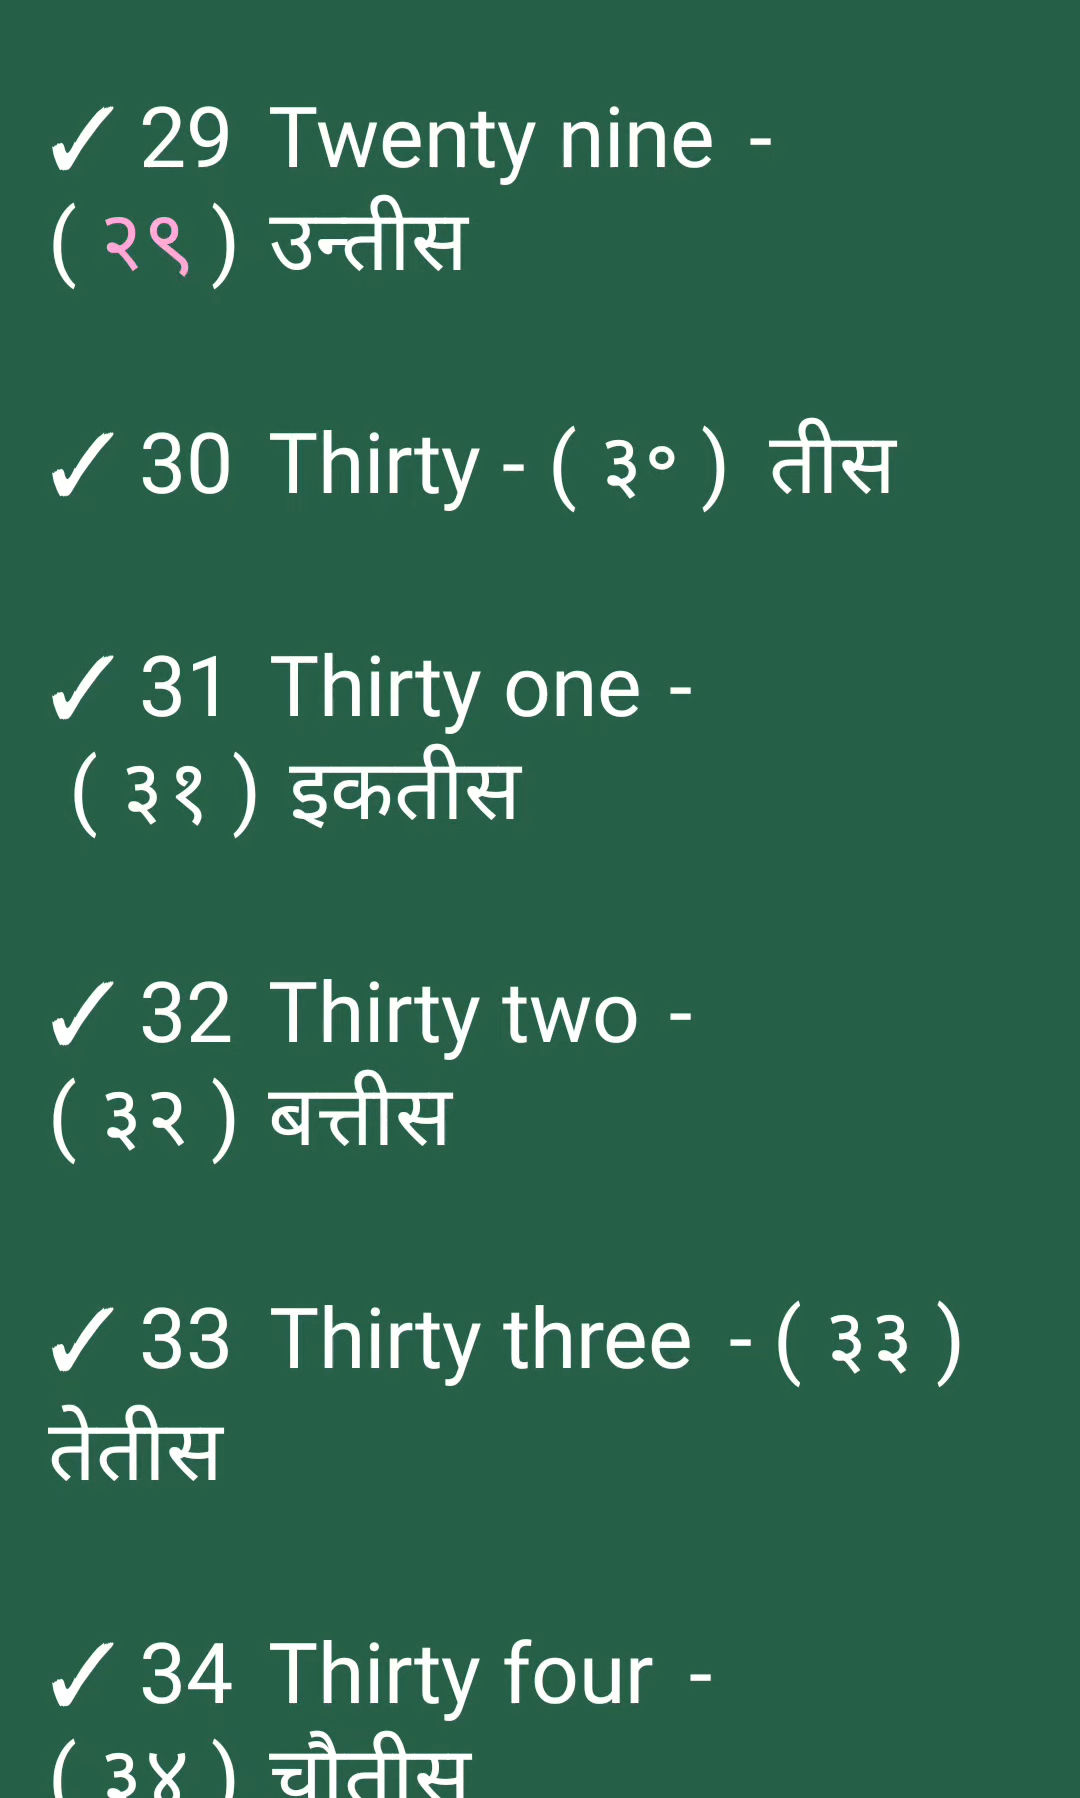 ✓ 29 Twenty nine -
( २९ ) उन्तीस
✓ 30 Thirty - ( ३० ) तीस
✓ 31 Thirty one -
( ३१ ) इकतीस
✓ 32 Thirty two -
( ३२ ) बत्तीस
✓ 33 Thirty three - ( ३३ )
तेतीस
✓ 34 Thirty four -
( ३४ ) चौतीस